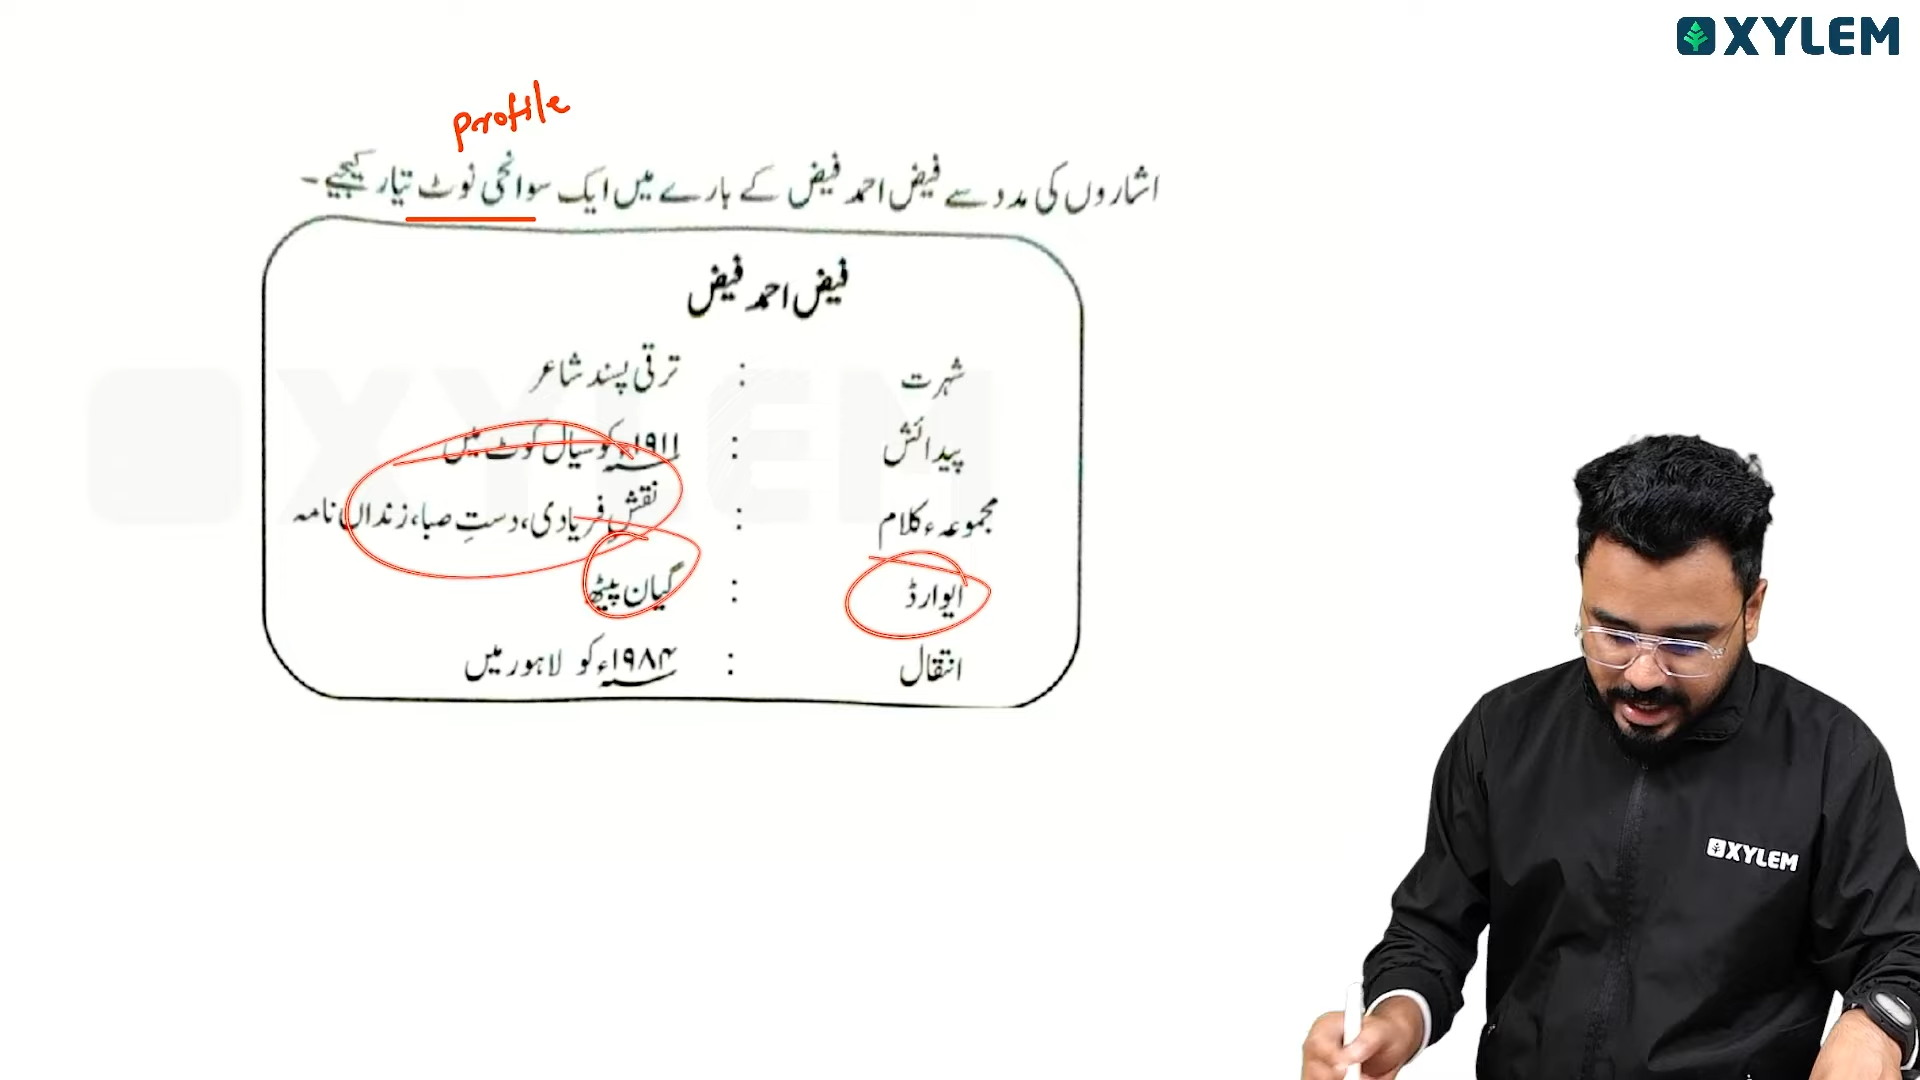 XYLEM
Profile
اشاروں کی مدد سے فیض احمد فیض کے بارے میں ایک سوانحی نوٹ تیار کیجیے۔
فیض احمد فیض
شہرت : ترقی پسند شاعر
پیدائش : ۱۹۱۱ء کو سیال کوٹ میں
مجموعہء کلام : نقشِ فریادی، دستِ صبا، زنداں نامہ
ایوارڈ : گیان پیٹھ
انتقال : ۱۹۸۴ء کو لاہور میں
XYLEM
XYLEM